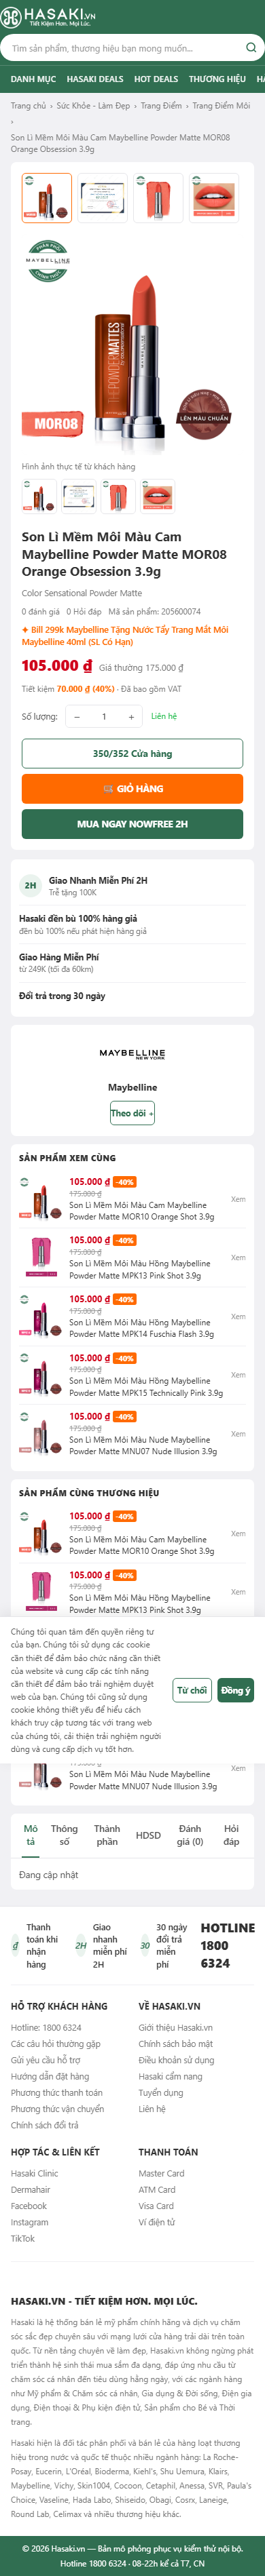 HASAKI.VN
Tiết Kiệm Hơn. Mọi Lúc.
Tìm sản phẩm, thương hiệu bạn mong muốn...
DANH MỤC HASAKI DEALS HOT DEALS THƯƠNG HIỆU
Trang chủ › Sức Khỏe - Làm Đẹp › Trang Điểm › Trang Điểm Môi
›
Son Lì Mềm Môi Màu Cam Maybelline Powder Matte MOR08
Orange Obsession 3.9g
PHÂN PHỐI
MAYBELLINE
CHÍNH THỨC
THE POWDER MATTES
by colorsensational
MAYBELLINE
MOR08
LÊN MÀU CHUẨN
Hình ảnh thực tế từ khách hàng
Son Lì Mềm Môi Màu Cam
Maybelline Powder Matte MOR08
Orange Obsession 3.9g
Color Sensational Powder Matte
0 đánh giá 0 Hỏi đáp Mã sản phẩm: 205600074
✦ Bill 299k Maybelline Tặng Nước Tẩy Trang Mắt Môi
Maybelline 40ml (SL Có Hạn)
105.000 ₫ Giá thường 175.000 ₫
Tiết kiệm 70.000 ₫ (40%) · Đã bao gồm VAT
Số lượng: − 1 + Liên hệ
350/352 Cửa hàng
GIỎ HÀNG
MUA NGAY NOWFREE 2H
2H Giao Nhanh Miễn Phí 2H
Trễ tặng 100K
Hasaki đền bù 100% hãng giả
đền bù 100% nếu phát hiện hàng giả
Giao Hàng Miễn Phí
từ 249K (tối đa 60km)
Đổi trả trong 30 ngày
MAYBELLINE
NEW YORK
Maybelline
Theo dõi +
SẢN PHẨM XEM CÙNG
105.000 ₫ -40%
175.000 ₫
Son Lì Mềm Môi Màu Cam Maybelline
Powder Matte MOR10 Orange Shot 3.9g
Xem
105.000 ₫ -40%
175.000 ₫
Son Lì Mềm Môi Màu Hồng Maybelline
Powder Matte MPK13 Pink Shot 3.9g
Xem
105.000 ₫ -40%
175.000 ₫
Son Lì Mềm Môi Màu Hồng Maybelline
Powder Matte MPK14 Fuschia Flash 3.9g
Xem
105.000 ₫ -40%
175.000 ₫
Son Lì Mềm Môi Màu Hồng Maybelline
Powder Matte MPK15 Technically Pink 3.9g
Xem
105.000 ₫ -40%
175.000 ₫
Son Lì Mềm Môi Màu Nude Maybelline
Powder Matte MNU07 Nude Illusion 3.9g
Xem
SẢN PHẨM CÙNG THƯƠNG HIỆU
105.000 ₫ -40%
175.000 ₫
Son Lì Mềm Môi Màu Cam Maybelline
Powder Matte MOR10 Orange Shot 3.9g
Xem
105.000 ₫ -40%
175.000 ₫
Son Lì Mềm Môi Màu Hồng Maybelline
Powder Matte MPK13 Pink Shot 3.9g
Xem
Chúng tôi quan tâm đến quyền riêng tư
của bạn. Chúng tôi sử dụng các cookie
cần thiết để đảm bảo chức năng cần thiết
của website và cung cấp các tính năng
cần thiết để đảm bảo trải nghiệm duyệt
web của bạn. Chúng tôi cũng sử dụng
cookie không thiết yếu để hiểu cách
khách truy cập tương tác với trang web
của chúng tôi, cải thiện trải nghiệm người
dùng và cung cấp dịch vụ tốt hơn.
Từ chối Đồng ý
Son Lì Mềm Môi Màu Nude Maybelline
Powder Matte MNU07 Nude Illusion 3.9g
Xem
Mô tả
Thông số
Thành phần
HDSD
Đánh giá (0)
Hỏi đáp
Đang cập nhật
₫ Thanh toán khi nhận hàng
2H Giao nhanh miễn phí 2H
30 30 ngày đổi trả miễn phí
HOTLINE
1800
6324
HỖ TRỢ KHÁCH HÀNG
Hotline: 1800 6324
Các câu hỏi thường gặp
Gửi yêu cầu hỗ trợ
Hướng dẫn đặt hàng
Phương thức thanh toán
Phương thức vận chuyển
Chính sách đổi trả
VỀ HASAKI.VN
Giới thiệu Hasaki.vn
Chính sách bảo mật
Điều khoản sử dụng
Hasaki cẩm nang
Tuyển dụng
Liên hệ
HỢP TÁC & LIÊN KẾT
Hasaki Clinic
Dermahair
Facebook
Instagram
TikTok
THANH TOÁN
Master Card
ATM Card
Visa Card
Ví điện tử
HASAKI.VN - TIẾT KIỆM HƠN. MỌI LÚC.
Hasaki là hệ thống bán lẻ mỹ phẩm chính hãng và dịch vụ chăm
sóc sắc đẹp chuyên sâu với mạng lưới cửa hàng trải dài trên toàn
quốc. Từ nền tảng chuyên về làm đẹp, Hasaki.vn không ngừng phát
triển thành hệ sinh thái mua sắm đa dạng, đáp ứng nhu cầu từ
chăm sóc cá nhân đến tiêu dùng hằng ngày, với các ngành hàng
như Mỹ phẩm & Chăm sóc cá nhân, Gia dụng & Đời sống, Điện gia
dụng, Điện thoại & Phụ kiện điện tử, Sản phẩm cho Bé và Thời
trang.
Hasaki hiện là đối tác phân phối và bán lẻ của hàng loạt thương
hiệu trong nước và quốc tế thuộc nhiều ngành hàng: La Roche-
Posay, Eucerin, L'Oréal, Bioderma, Kiehl's, Shu Uemura, Klairs,
Maybelline, Vichy, Skin1004, Cocoon, Cetaphil, Anessa, SVR, Paula's
Choice, Vaseline, Hada Labo, Shiseido, Obagi, Cosrx, Laneige,
Round Lab, Celimax và nhiều thương hiệu khác.
© 2026 Hasaki.vn — Bản mô phỏng phục vụ kiểm thử nội bộ.
Hotline 1800 6324 · 08-22h kể cả T7, CN